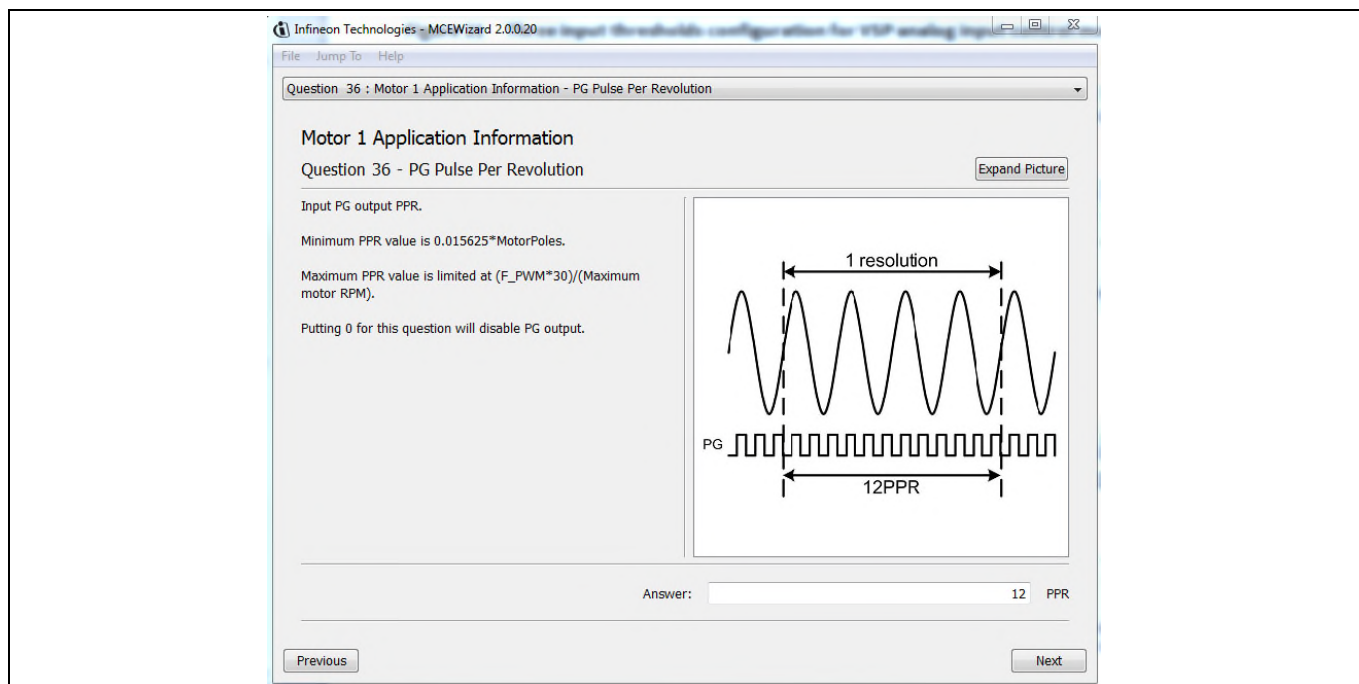 Infineon Technologies - MCEWizard 2.0.0.20
File Jump To Help
Question 36 : Motor 1 Application Information - PG Pulse Per Revolution
Motor 1 Application Information
Question 36 - PG Pulse Per Revolution
Expand Picture
Input PG output PPR.
Minimum PPR value is 0.015625*MotorPoles.
Maximum PPR value is limited at (F_PWM*30)/(Maximum
motor RPM).
Putting 0 for this question will disable PG output.
1 resolution
PG
12PPR
Answer: 12 PPR
Previous
Next